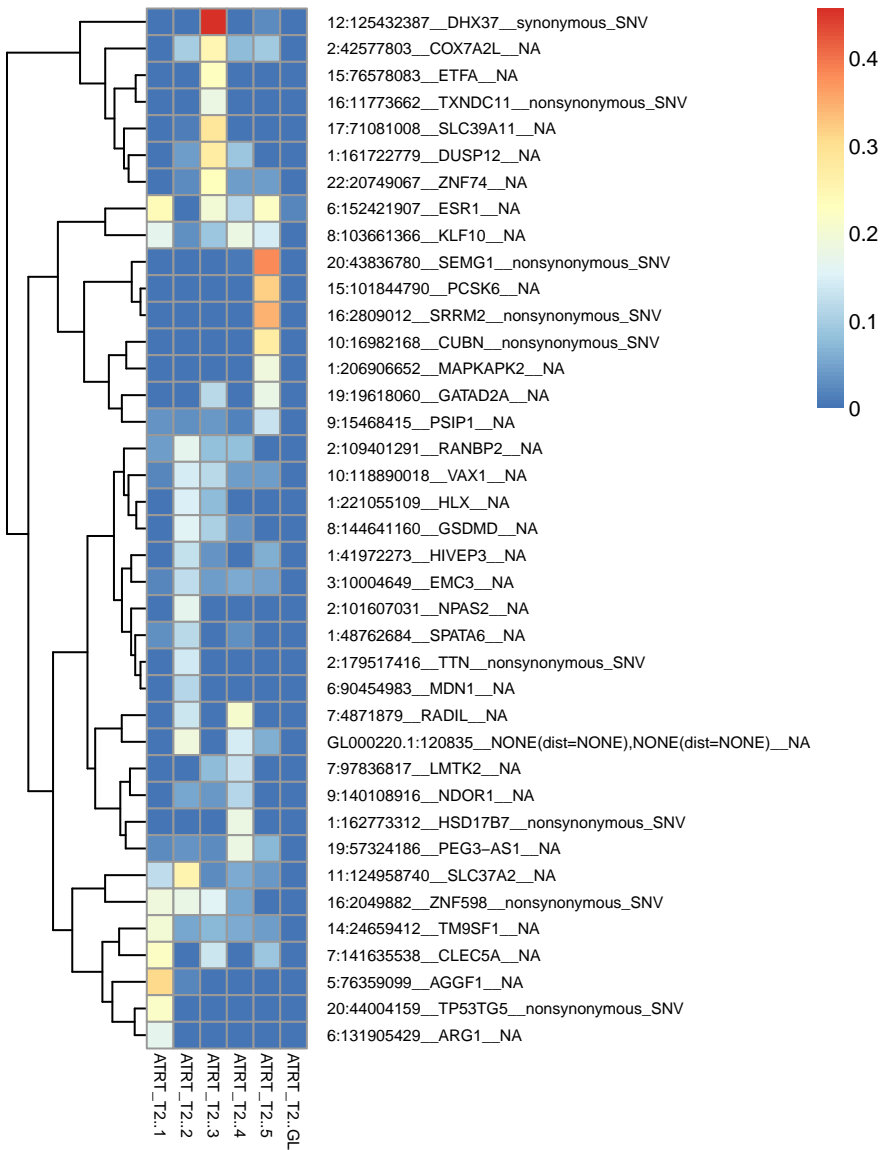 12:125432387__DHX37__synonymous_SNV
2:42577803__COX7A2L__NA
15:76578083__ETFA__NA
16:11773662__TXNDC11__nonsynonymous_SNV
17:71081008__SLC39A11__NA
1:161722779__DUSP12__NA
22:20749067__ZNF74__NA
6:152421907__ESR1__NA
8:103661366__KLF10__NA
20:43836780__SEMG1__nonsynonymous_SNV
15:101844790__PCSK6__NA
16:2809012__SRRM2__nonsynonymous_SNV
10:16982168__CUBN__nonsynonymous_SNV
1:206906652__MAPKAPK2__NA
19:19618060__GATAD2A__NA
9:15468415__PSIP1__NA
2:109401291__RANBP2__NA
10:118890018__VAX1__NA
1:221055109__HLX__NA
8:144641160__GSDMD__NA
1:41972273__HIVEP3__NA
3:10004649__EMC3__NA
2:101607031__NPAS2__NA
1:48762684__SPATA6__NA
2:179517416__TTN__nonsynonymous_SNV
6:90454983__MDN1__NA
7:4871879__RADIL__NA
GL000220.1:120835__NONE(dist=NONE),NONE(dist=NONE)__NA
7:97836817__LMTK2__NA
9:140108916__NDOR1__NA
1:162773312__HSD17B7__nonsynonymous_SNV
19:57324186__PEG3−AS1__NA
11:124958740__SLC37A2__NA
16:2049882__ZNF598__nonsynonymous_SNV
14:24659412__TM9SF1__NA
7:141635538__CLEC5A__NA
5:76359099__AGGF1__NA
20:44004159__TP53TG5__nonsynonymous_SNV
6:131905429__ARG1__NA
ATRT_T2..1
ATRT_T2..2
ATRT_T2..3
ATRT_T2..4
ATRT_T2..5
ATRT_T2..GL
0.4
0.3
0.2
0.1
0